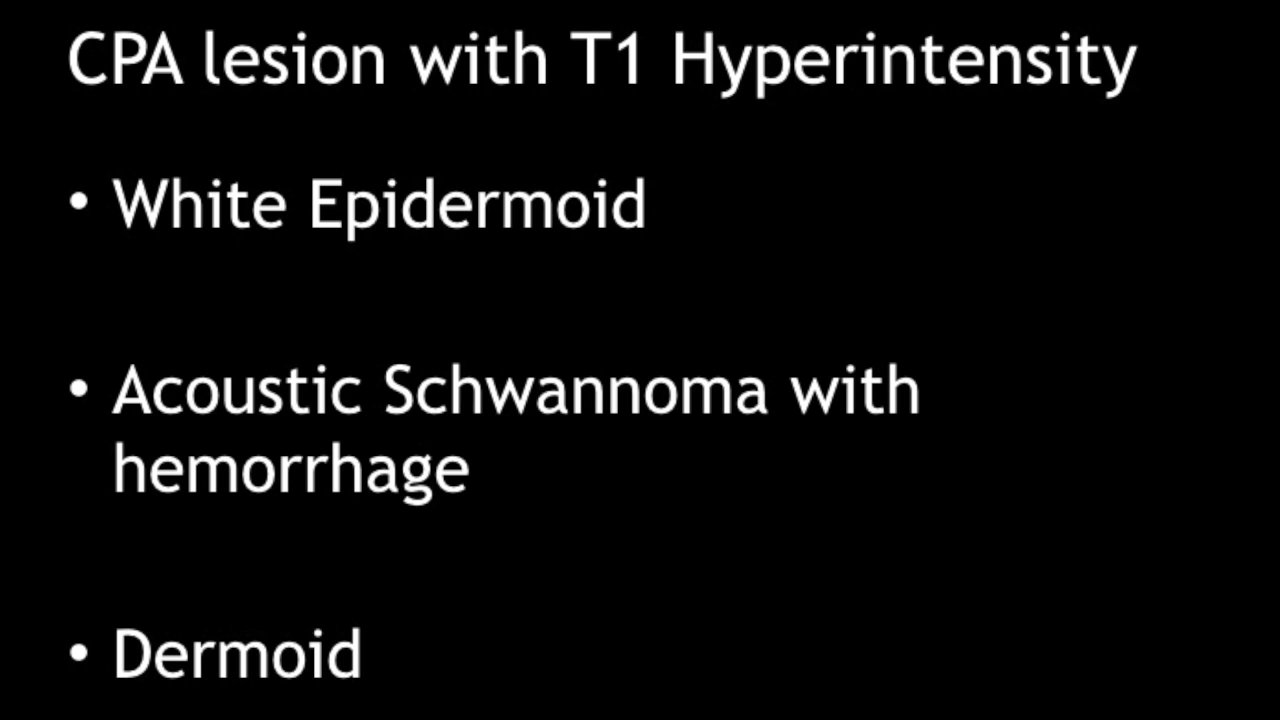 CPA lesion with T1 Hyperintensity
• White Epidermoid
• Acoustic Schwannoma with
hemorrhage
• Dermoid